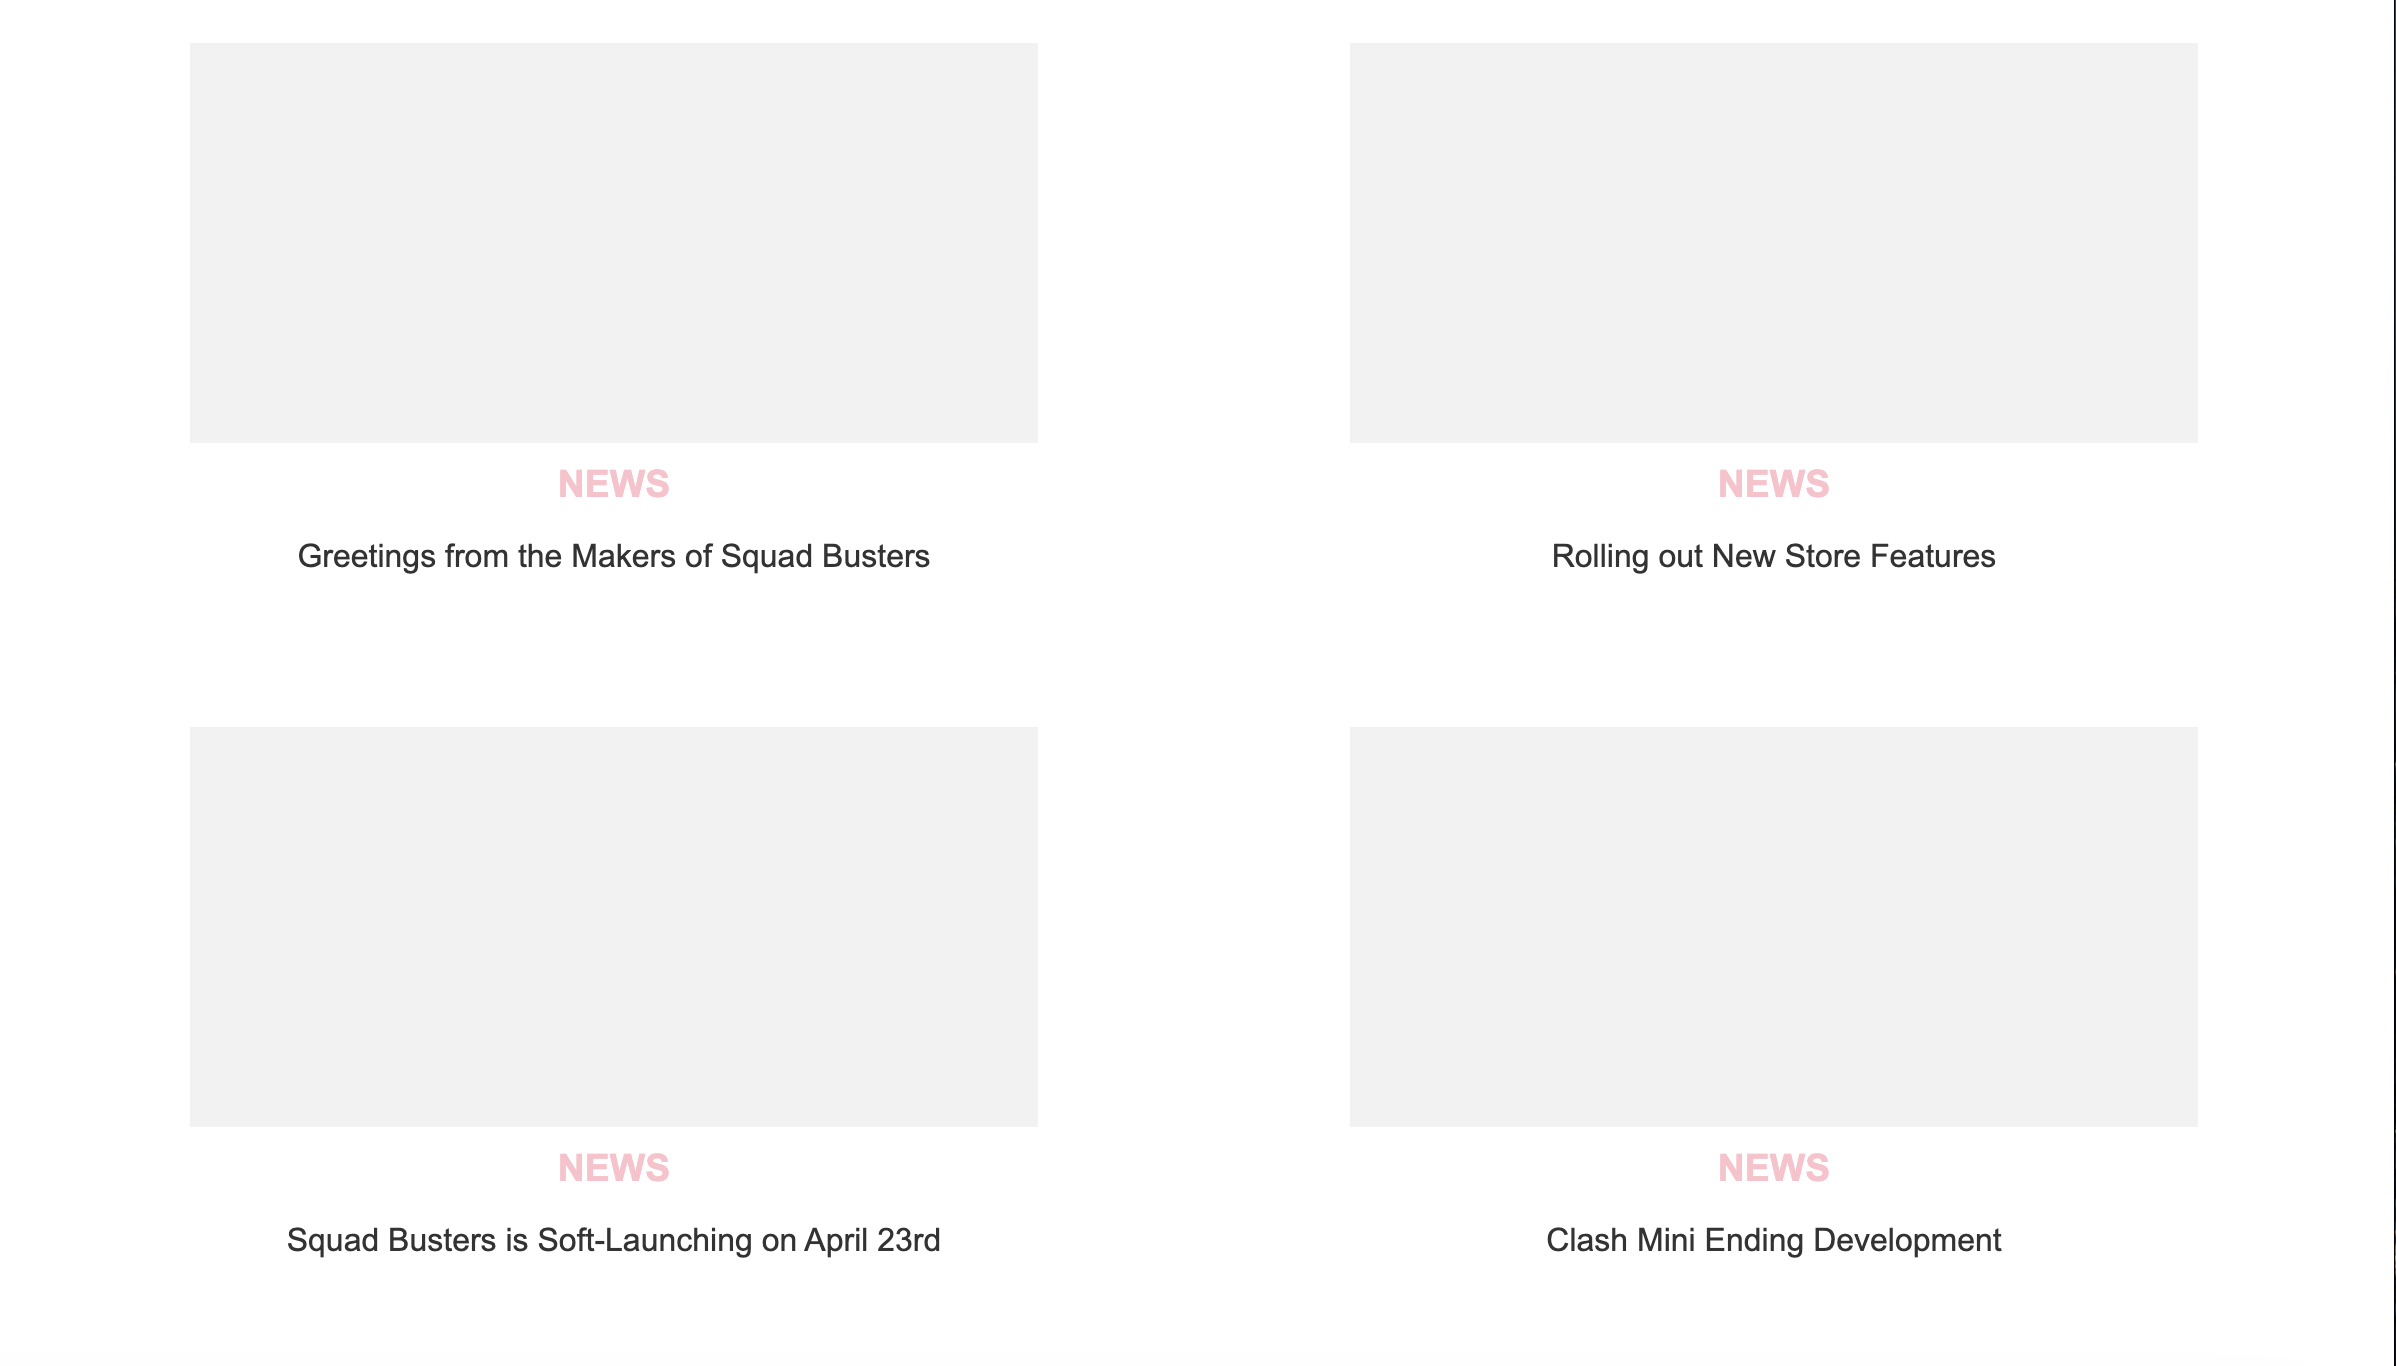 NEWS
Greetings from the Makers of Squad Busters
NEWS
Rolling out New Store Features
NEWS
Squad Busters is Soft-Launching on April 23rd
NEWS
Clash Mini Ending Development